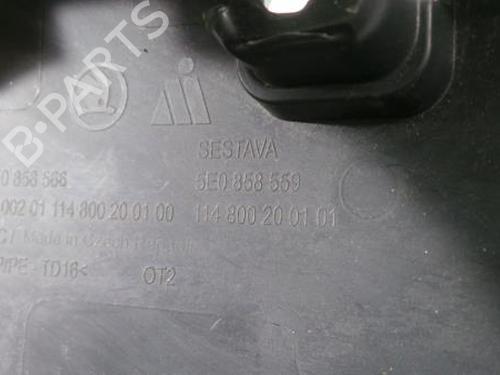 B-PARTS
SESTAVA
0 858 566 5E0 858 559
002 01 114 800 20 01 00 114 800 20 01 01
Made in Czech Republic
PIPE-TD16< OT2